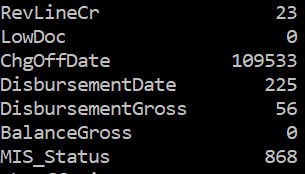 RevLineCr 23
LowDoc 0
ChgOffDate 109533
DisbursementDate 225
DisbursementGross 56
BalanceGross 0
MIS_Status 868